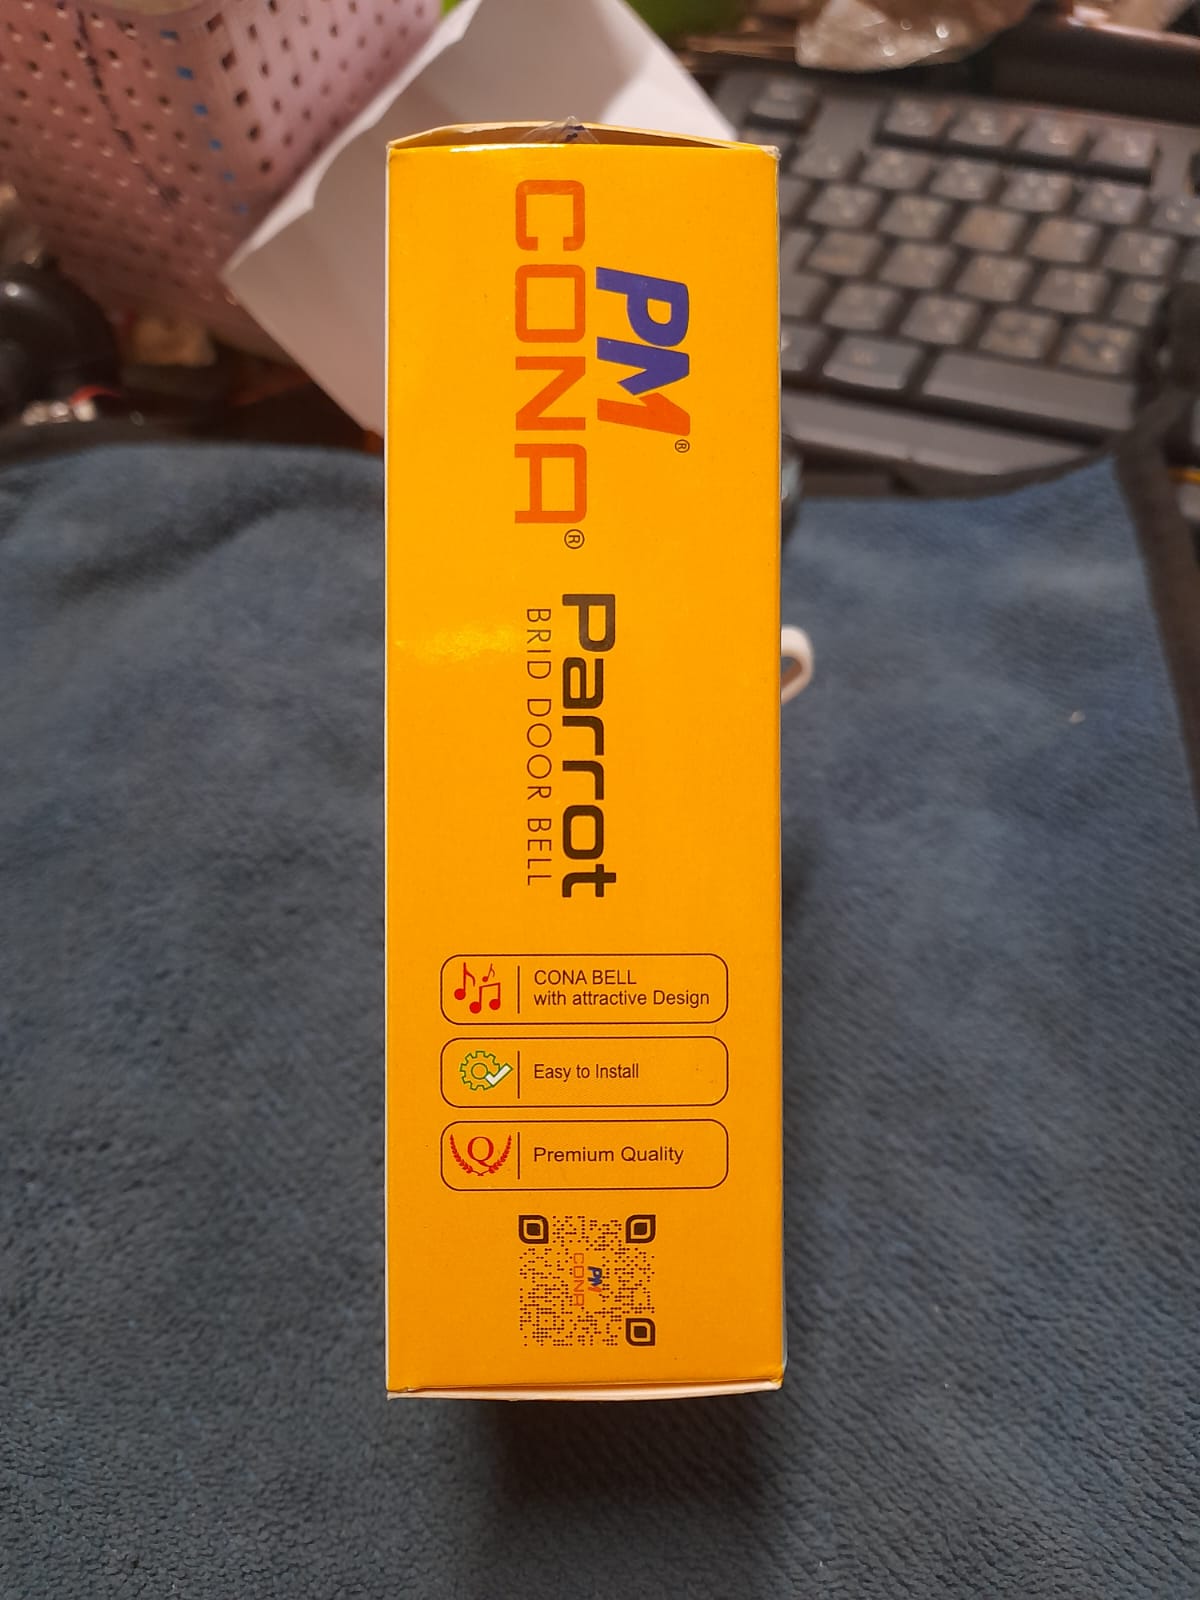 PM®
CONA®
Parrot
BRID DOOR BELL
CONA BELL
with attractive Design
Easy to Install
Q
Premium Quality
PM
CONA